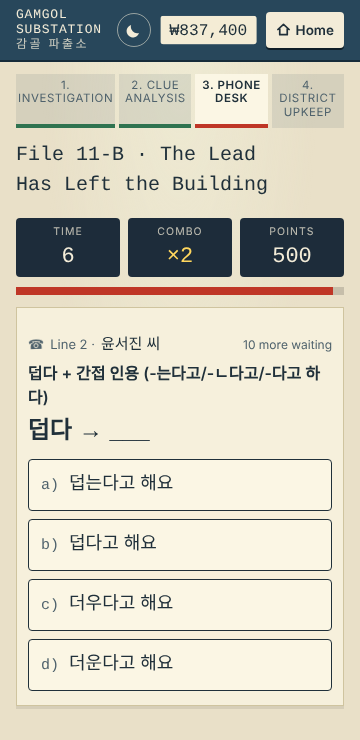 GAMGOL
SUBSTATION
감골 파출소
₩837,400
Home
1. INVESTIGATION
2. CLUE ANALYSIS
3. PHONE DESK
4. DISTRICT UPKEEP
File 11-B · The Lead
Has Left the Building
TIME
6
COMBO
×2
POINTS
500
☎ Line 2 · 윤서진 씨
10 more waiting
덥다 + 간접 인용 (-는다고/-ㄴ다고/-다고 하
다)
덥다 → ___
a) 덥는다고 해요
b) 덥다고 해요
c) 더우다고 해요
d) 더운다고 해요